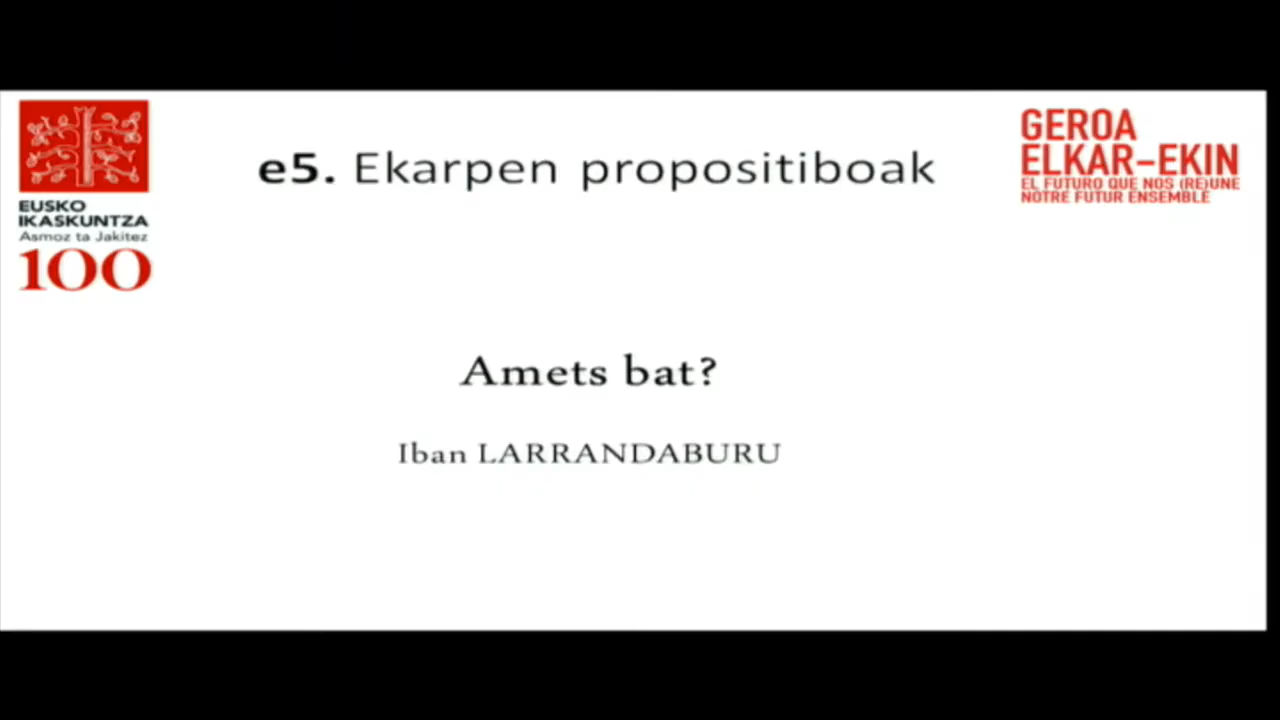 EUSKO
IKASKUNTZA
Asmoz ta Jakitez
100
e5. Ekarpen propositiboak
GEROA
ELKAR-EKIN
EL FUTURO QUE NOS (RE)UNE
NOTRE FUTUR ENSEMBLE
Amets bat?
Iban LARRANDABURU